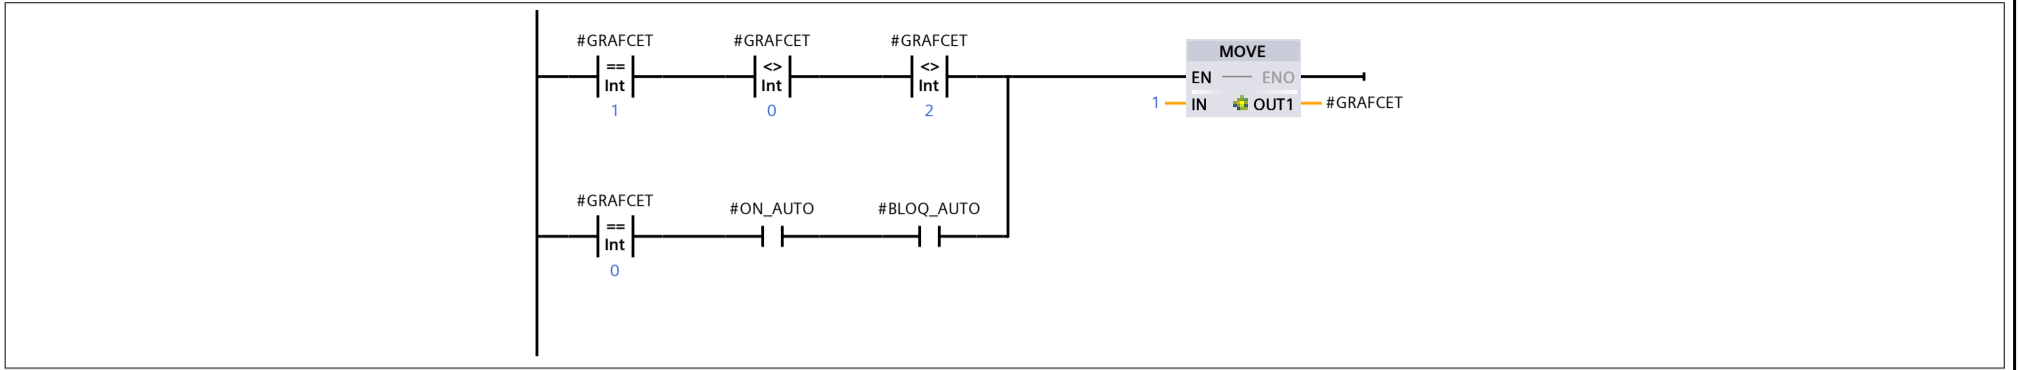 #GRAFCET #GRAFCET #GRAFCET
== <> <>
Int Int Int
1 0 2
MOVE
EN ENO
1 IN OUT1 #GRAFCET
#GRAFCET #ON_AUTO #BLOQ_AUTO
==
Int
0